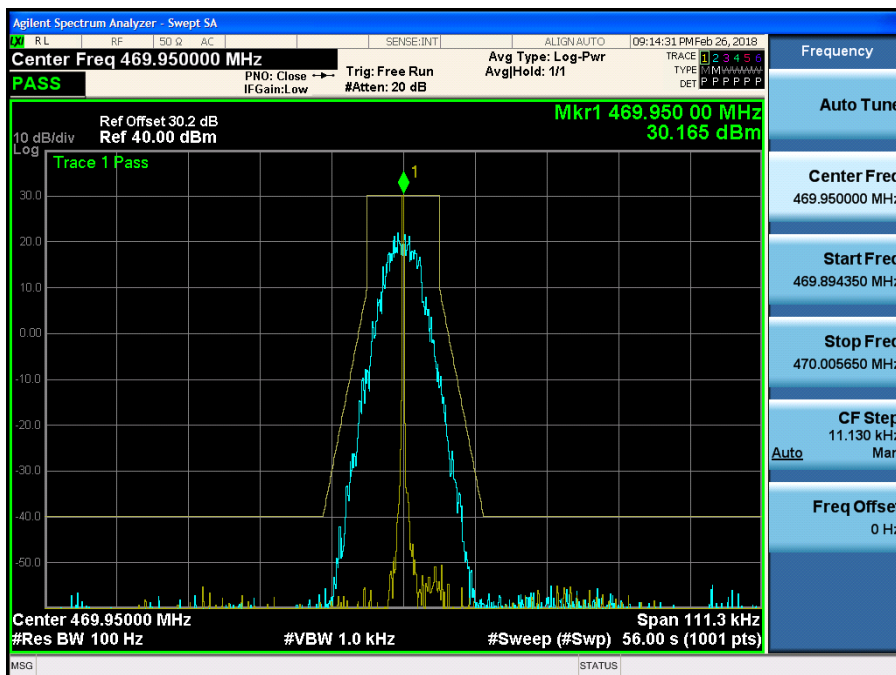 Agilent Spectrum Analyzer - Swept SA
LXI RL RF 50 Ω AC SENSE:INT ALIGN AUTO 09:14:31 PM Feb 26, 2018
Center Freq 469.950000 MHz
PASS
PNO: Close
IFGain:Low
Trig: Free Run
#Atten: 20 dB
Avg Type: Log-Pwr
Avg|Hold: 1/1
TRACE 1 2 3 4 5 6
TYPE M M W W W W
DET P P P P P P
Mkr1 469.950 00 MHz
30.165 dBm
Ref Offset 30.2 dB
10 dB/div Ref 40.00 dBm
Log
Trace 1 Pass
1
30.0
20.0
10.0
0.00
-10.0
-20.0
-30.0
-40.0
-50.0
Center 469.95000 MHz Span 111.3 kHz
#Res BW 100 Hz #VBW 1.0 kHz #Sweep (#Swp) 56.00 s (1001 pts)
MSG STATUS
Frequency
Auto Tune
Center Freq
469.950000 MHz
Start Freq
469.894350 MHz
Stop Freq
470.005650 MHz
CF Step
11.130 kHz
Auto Man
Freq Offset
0 Hz